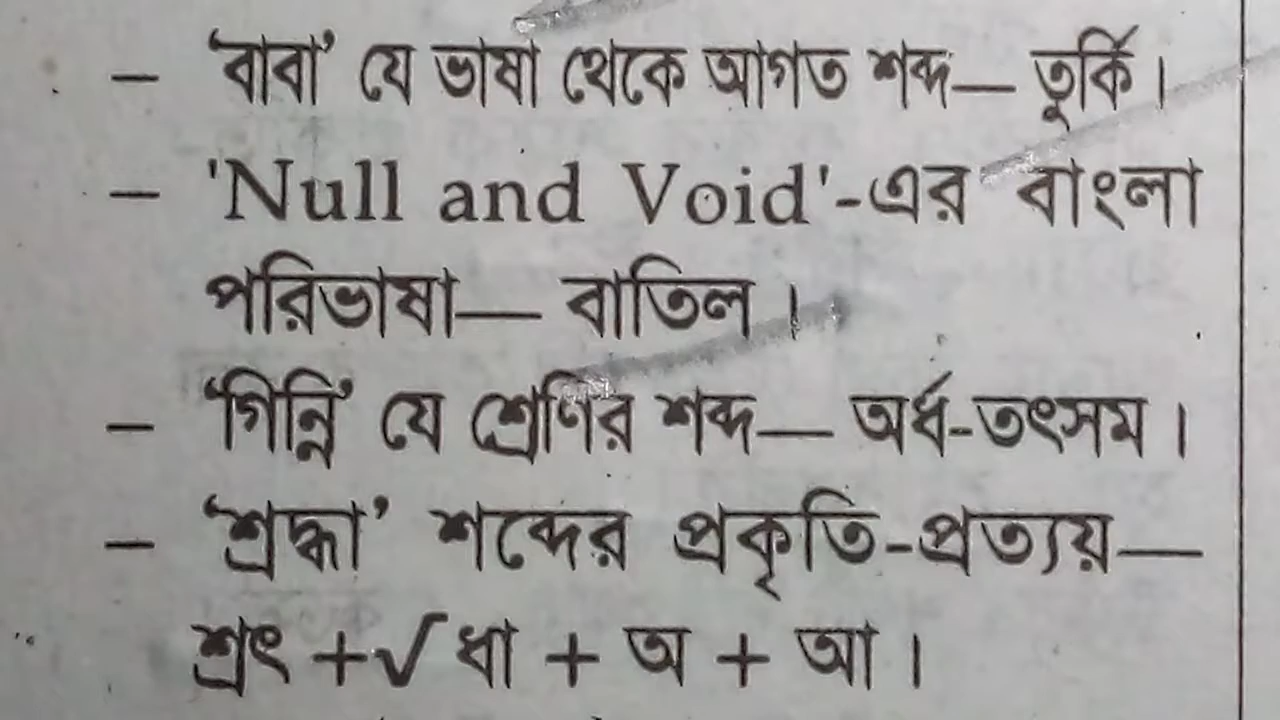 – ‘বাবা’ যে ভাষা থেকে আগত শব্দ— তুর্কি।
– 'Null and Void'-এর বাংলা
পরিভাষা— বাতিল।
– ‘গিন্নি’ যে শ্রেণির শব্দ— অর্ধ-তৎসম।
– ‘শ্রদ্ধা’ শব্দের প্রকৃতি-প্রত্যয়—
শ্রৎ +√ ধা + অ + আ।